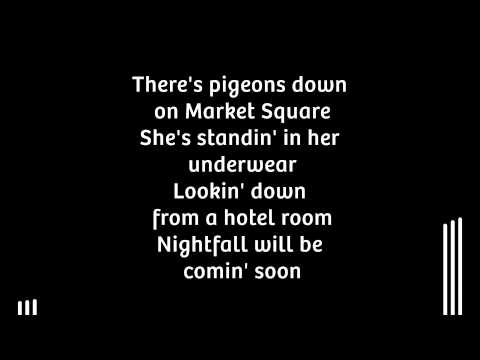 There's pigeons down
on Market Square
She's standin' in her
underwear
Lookin' down
from a hotel room
Nightfall will be
comin' soon